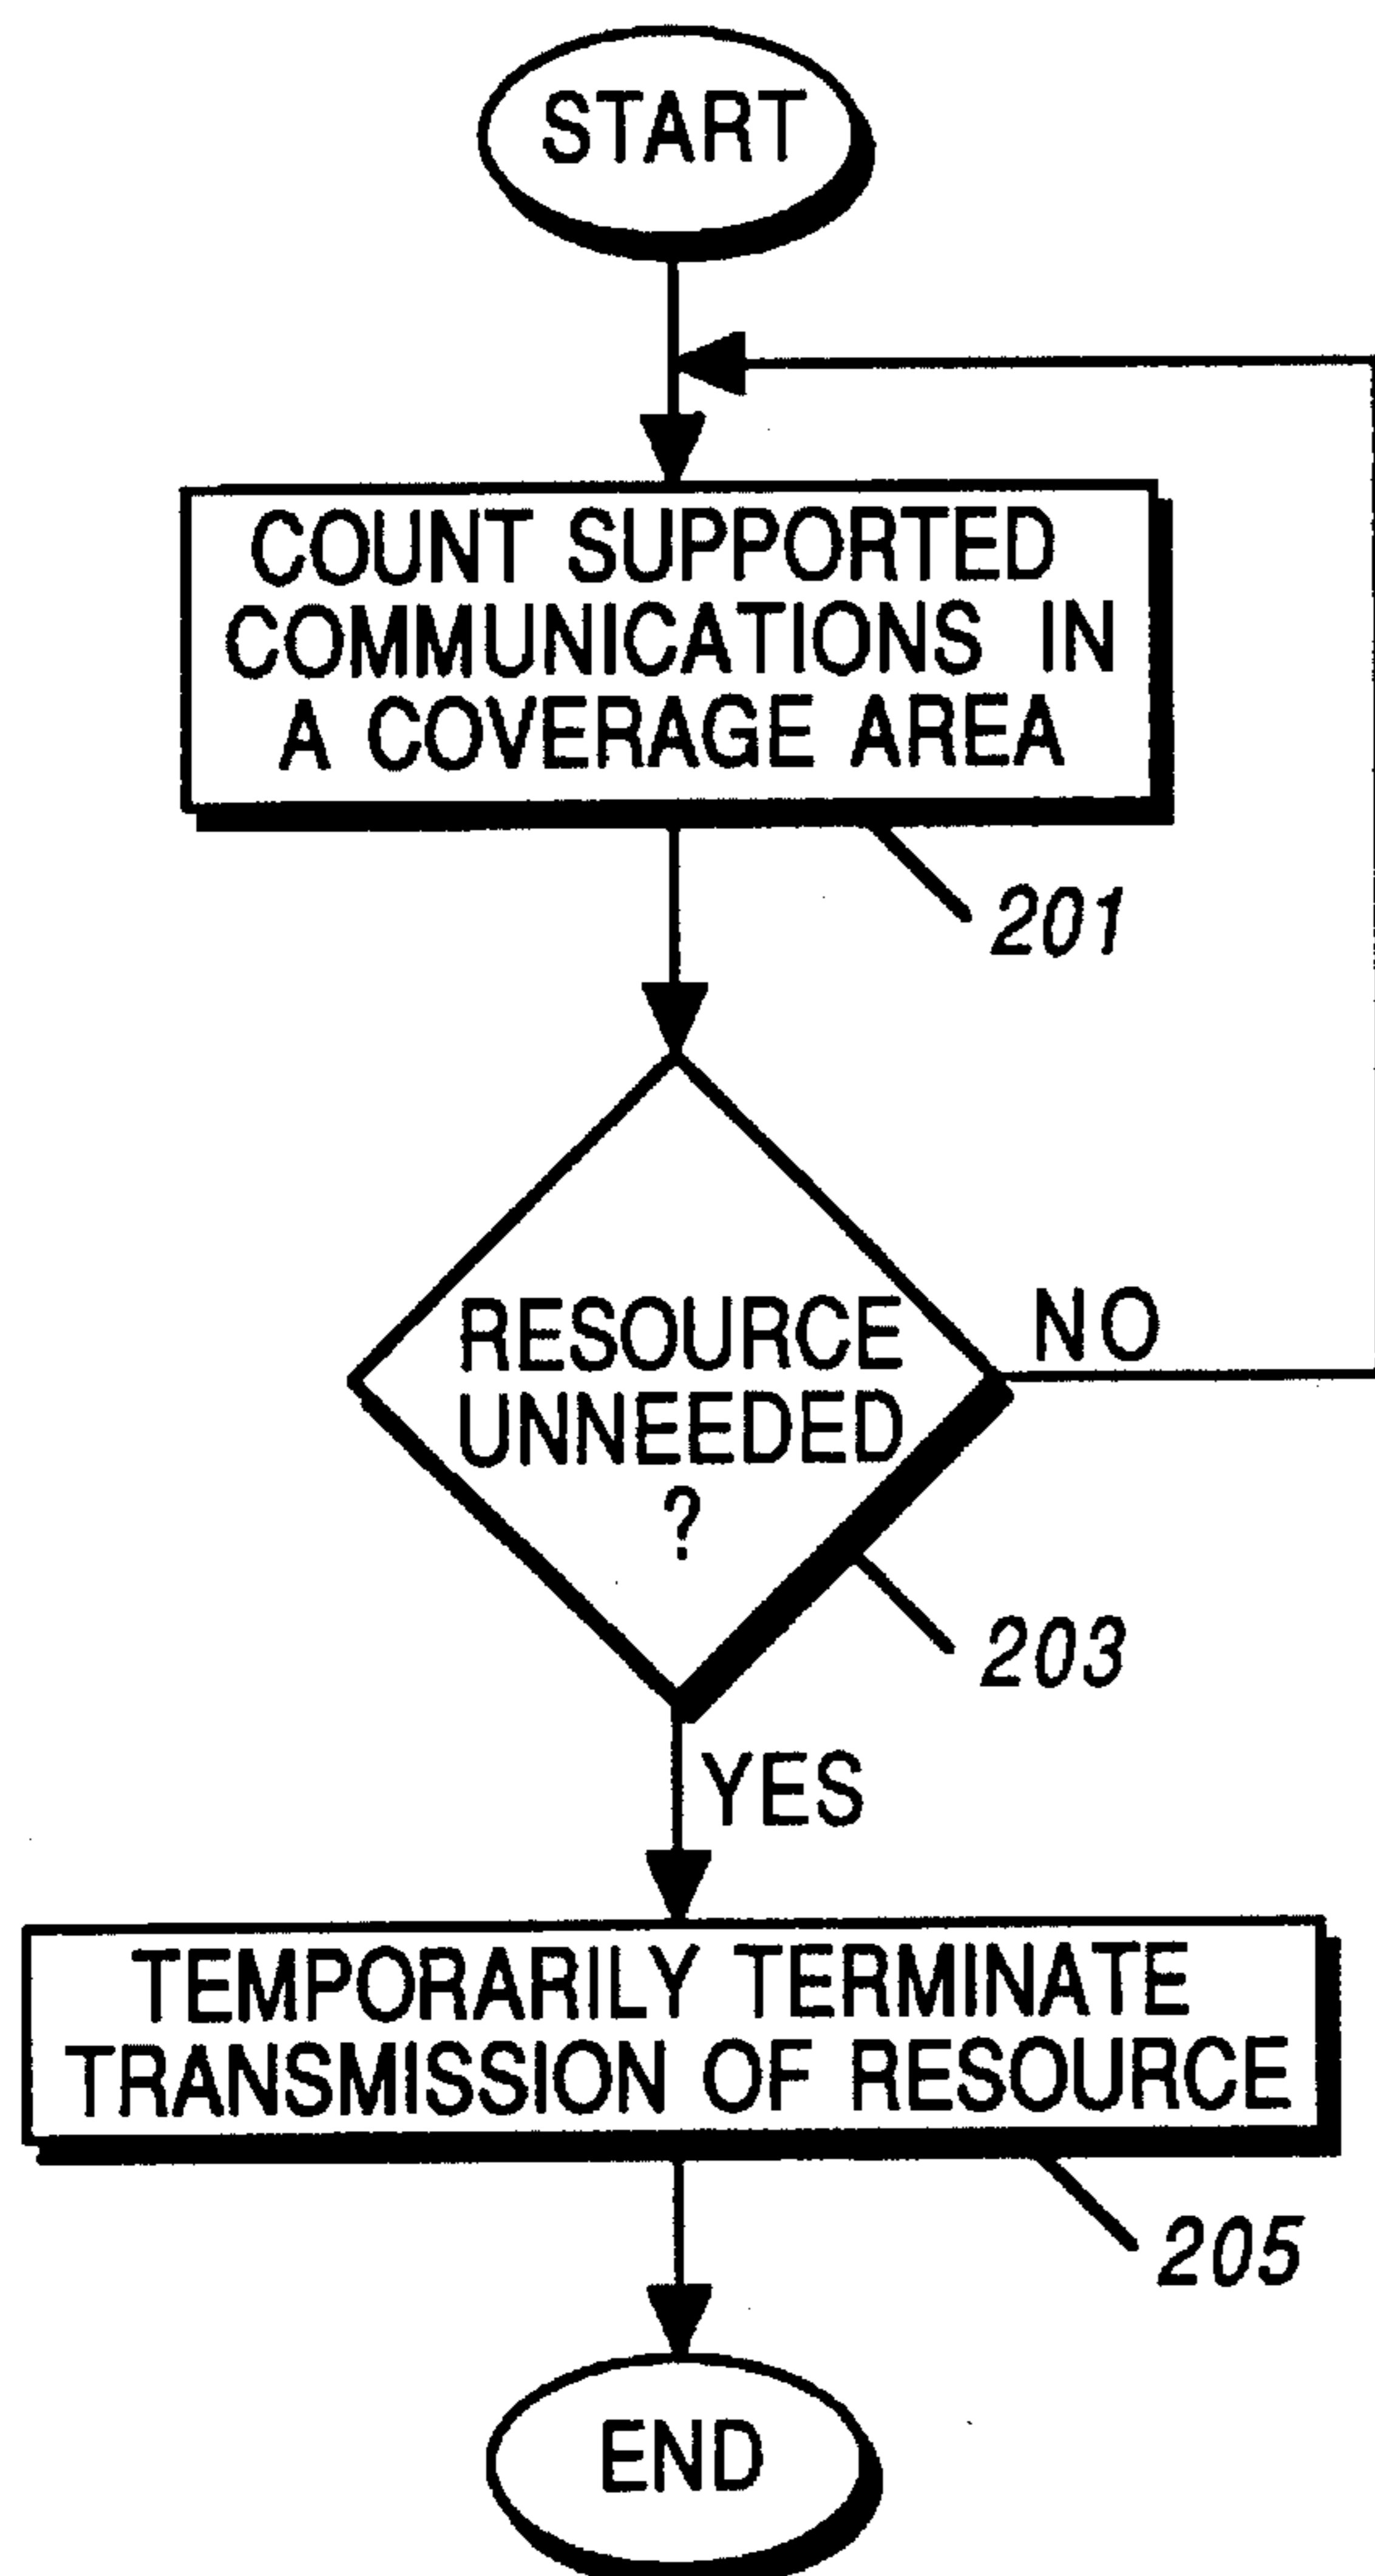 START
COUNT SUPPORTED
COMMUNICATIONS IN
A COVERAGE AREA
201
RESOURCE
UNNEEDED
?
NO
203
YES
TEMPORARILY TERMINATE
TRANSMISSION OF RESOURCE
205
END